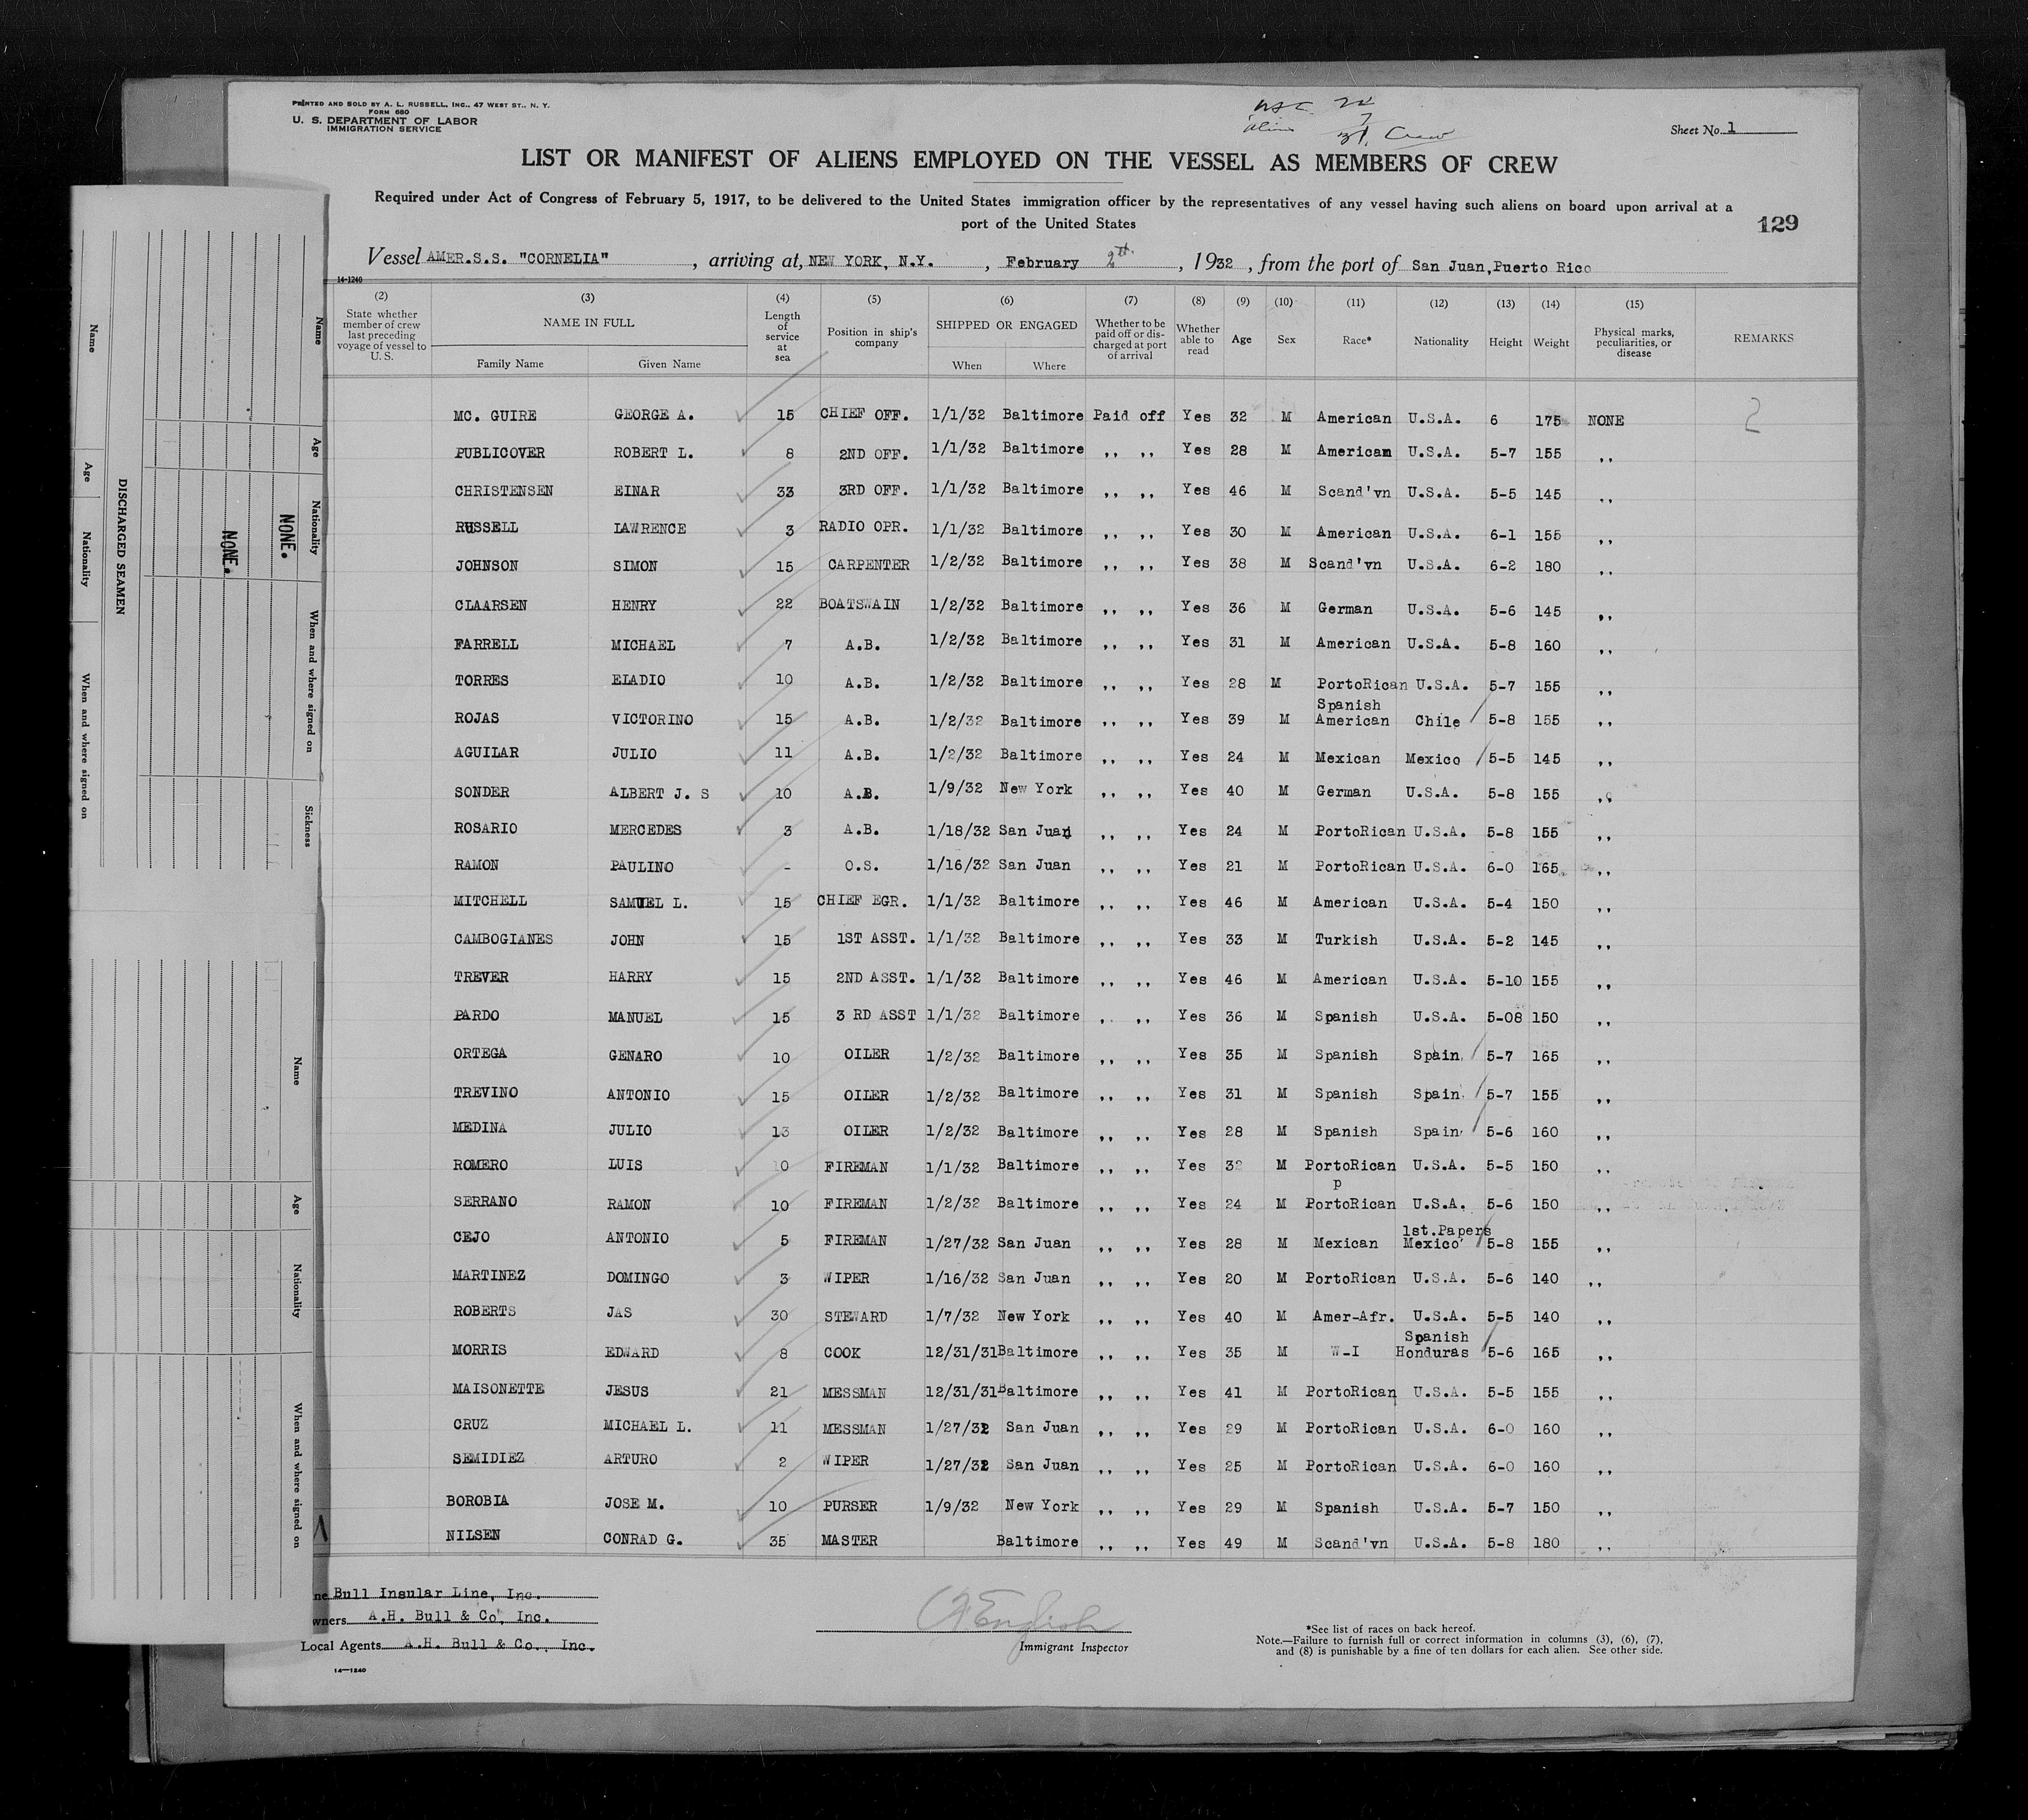 PRINTED AND SOLD BY A. L. RUSSELL, INC., 47 WEST ST., N. Y.
FORM 680
U. S. DEPARTMENT OF LABOR
IMMIGRATION SERVICE
Crew
Sheet No. 1
LIST OR MANIFEST OF ALIENS EMPLOYED ON THE VESSEL AS MEMBERS OF CREW
Required under Act of Congress of February 5, 1917, to be delivered to the United States immigration officer by the representatives of any vessel having such aliens on board upon arrival at a
port of the United States
129
Vessel AMER.S.S. "CORNELIA", arriving at, NEW YORK, N.Y., February 2th, 1932, from the port of San Juan,Puerto Rico
14-1240
(2) State whether member of crew last preceding voyage of vessel to U. S. (3) NAME IN FULL Family Name Given Name (4) Length of service at sea (5) Position in ship's company (6) SHIPPED OR ENGAGED When Where (7) Whether to be paid off or discharged at port of arrival (8) Whether able to read (9) Age (10) Sex (11) Race* (12) Nationality (13) Height (14) Weight (15) Physical marks, peculiarities, or disease REMARKS
MC. GUIRE GEORGE A. 15 CHIEF OFF. 1/1/32 Baltimore Paid off Yes 32 M American U.S.A. 6 175 NONE 2
PUBLICOVER ROBERT L. 8 2ND OFF. 1/1/32 Baltimore ,, ,, Yes 28 M American U.S.A. 5-7 155 ,,
CHRISTENSEN EINAR 33 3RD OFF. 1/1/32 Baltimore ,, ,, Yes 46 M Scand'vn U.S.A. 5-5 145 ,,
RUSSELL LAWRENCE 3 RADIO OPR. 1/1/32 Baltimore ,, ,, Yes 30 M American U.S.A. 6-1 155 ,,
JOHNSON SIMON 15 CARPENTER 1/2/32 Baltimore ,, ,, Yes 38 M Scand'vn U.S.A. 6-2 180 ,,
CLAARSEN HENRY 22 BOATSWAIN 1/2/32 Baltimore ,, ,, Yes 36 M German U.S.A. 5-6 145 ,,
FARRELL MICHAEL 7 A.B. 1/2/32 Baltimore ,, ,, Yes 31 M American U.S.A. 5-8 160 ,,
TORRES ELADIO 10 A.B. 1/2/32 Baltimore ,, ,, Yes 28 M PortoRican U.S.A. 5-7 155 ,,
ROJAS VICTORINO 15 A.B. 1/2/32 Baltimore ,, ,, Yes 39 M Spanish American Chile 5-8 155 ,,
AGUILAR JULIO 11 A.B. 1/2/32 Baltimore ,, ,, Yes 24 M Mexican Mexico 5-5 145 ,,
SONDER ALBERT J. S 10 A.B. 1/9/32 New York ,, ,, Yes 40 M German U.S.A. 5-8 155 ,,
ROSARIO MERCEDES 3 A.B. 1/18/32 San Juan ,, ,, Yes 24 M PortoRican U.S.A. 5-8 155 ,,
RAMON PAULINO - O.S. 1/16/32 San Juan ,, ,, Yes 21 M PortoRican U.S.A. 6-0 165 ,,
MITCHELL SAMUEL L. 15 CHIEF EGR. 1/1/32 Baltimore ,, ,, Yes 46 M American U.S.A. 5-4 150 ,,
CAMBOGIANES JOHN 15 1ST ASST. 1/1/32 Baltimore ,, ,, Yes 33 M Turkish U.S.A. 5-2 145 ,,
TREVER HARRY 15 2ND ASST. 1/1/32 Baltimore ,, ,, Yes 46 M American U.S.A. 5-10 155 ,,
PARDO MANUEL 15 3 RD ASST 1/1/32 Baltimore ,, ,, Yes 36 M Spanish U.S.A. 5-08 150 ,,
ORTEGA GENARO 10 OILER 1/2/32 Baltimore ,, ,, Yes 35 M Spanish Spain 5-7 165 ,,
TREVINO ANTONIO 15 OILER 1/2/32 Baltimore ,, ,, Yes 31 M Spanish Spain 5-7 155 ,,
MEDINA JULIO 13 OILER 1/2/32 Baltimore ,, ,, Yes 28 M Spanish Spain 5-6 160 ,,
ROMERO LUIS 10 FIREMAN 1/1/32 Baltimore ,, ,, Yes 32 M PortoRican U.S.A. 5-5 150 ,,
p
SERRANO RAMON 10 FIREMAN 1/2/32 Baltimore ,, ,, Yes 24 M PortoRican U.S.A. 5-6 150 ,,
CEJO ANTONIO 5 FIREMAN 1/27/32 San Juan ,, ,, Yes 28 M Mexican 1st.Papers Mexico 5-8 155 ,,
MARTINEZ DOMINGO 3 WIPER 1/16/32 San Juan ,, ,, Yes 20 M PortoRican U.S.A. 5-6 140 ,,
ROBERTS JAS 30 STEWARD 1/7/32 New York ,, ,, Yes 40 M Amer-Afr. U.S.A. 5-5 140 ,,
MORRIS EDWARD 8 COOK 12/31/31 Baltimore ,, ,, Yes 35 M W-I Spanish Honduras 5-6 165 ,,
MAISONETTE JESUS 21 MESSMAN 12/31/31 Baltimore ,, ,, Yes 41 M PortoRican U.S.A. 5-5 155 ,,
CRUZ MICHAEL L. 11 MESSMAN 1/27/32 San Juan ,, ,, Yes 29 M PortoRican U.S.A. 6-0 160 ,,
SEMIDIEZ ARTURO 2 WIPER 1/27/32 San Juan ,, ,, Yes 25 M PortoRican U.S.A. 6-0 160 ,,
BOROBIA JOSE M. 10 PURSER 1/9/32 New York ,, ,, Yes 29 M Spanish U.S.A. 5-7 150 ,,
NILSEN CONRAD G. 35 MASTER Baltimore ,, ,, Yes 49 M Scand'vn U.S.A. 5-8 180 ,,
ne Bull Insular Line, Inc.
wners A.H. Bull & Co, Inc.
Local Agents A.H. Bull & Co., Inc.
14-1240
English
Immigrant Inspector
*See list of races on back hereof.
Note.—Failure to furnish full or correct information in columns (3), (6), (7),
and (8) is punishable by a fine of ten dollars for each alien. See other side.
Name Age Nationality When and where signed on Sickness
NONE.
NONE.
DISCHARGED SEAMEN
Name Age Nationality When and where signed on
Name Age Nationality When and where signed on